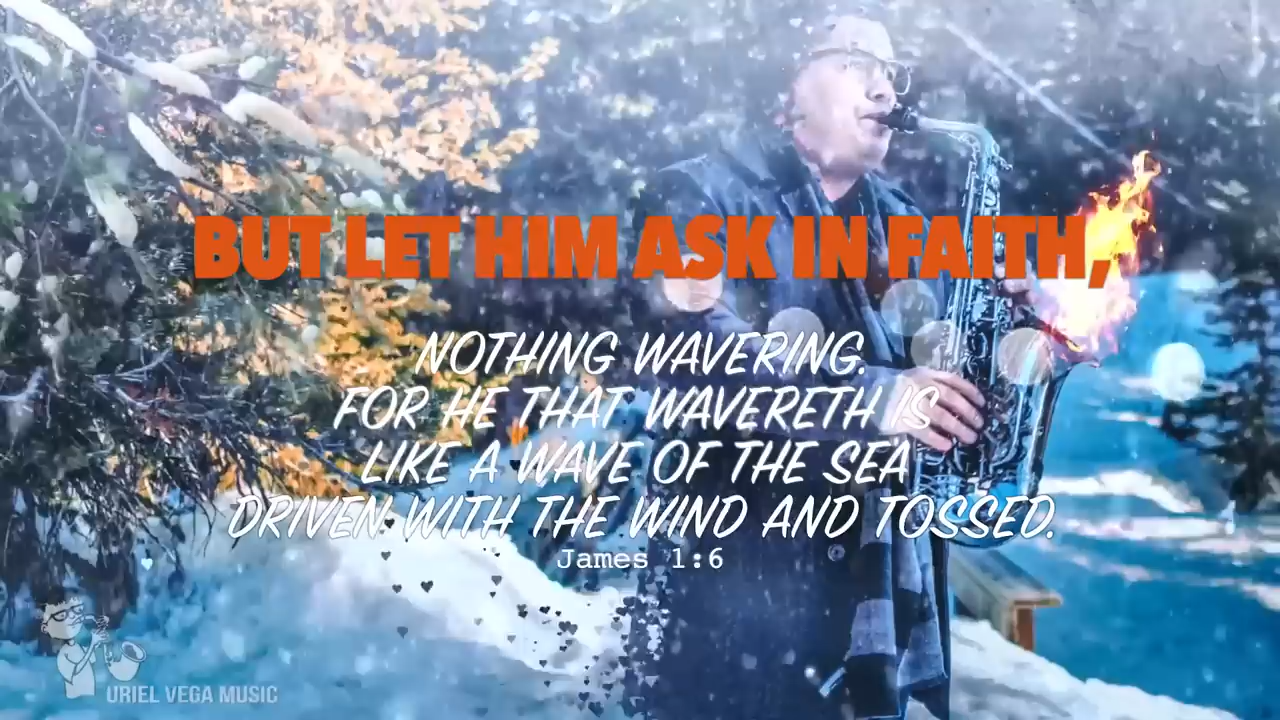 BUT LET HIM ASK IN FAITH,
NOTHING WAVERING.
FOR HE THAT WAVERETH IS
LIKE A WAVE OF THE SEA
DRIVEN WITH THE WIND AND TOSSED.
James 1:6
URIEL VEGA MUSIC